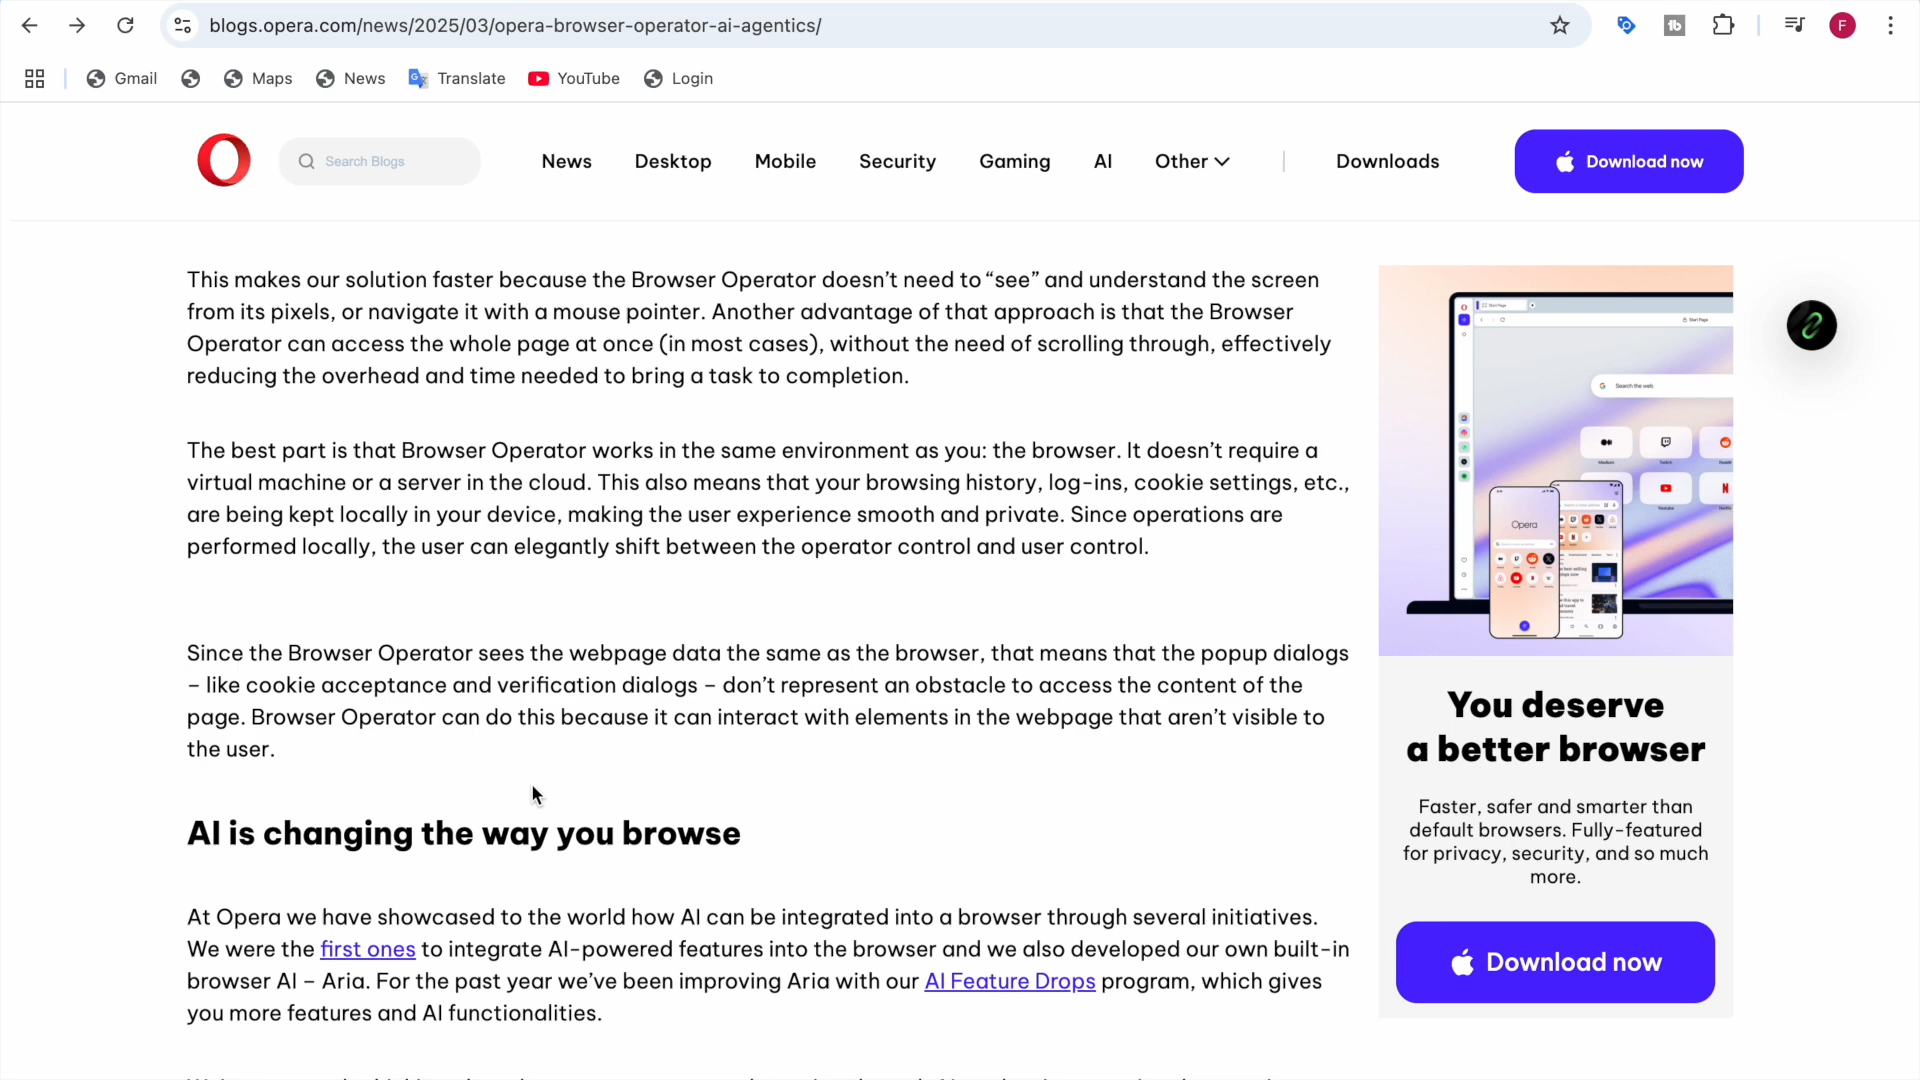 blogs.opera.com/news/2025/03/opera-browser-operator-ai-agentics/
F
Gmail
Maps
News
Translate
YouTube
Login
Search Blogs
News
Desktop
Mobile
Security
Gaming
AI
Other
Downloads
Download now
This makes our solution faster because the Browser Operator doesn’t need to “see” and understand the screen
from its pixels, or navigate it with a mouse pointer. Another advantage of that approach is that the Browser
Operator can access the whole page at once (in most cases), without the need of scrolling through, effectively
reducing the overhead and time needed to bring a task to completion.
The best part is that Browser Operator works in the same environment as you: the browser. It doesn’t require a
virtual machine or a server in the cloud. This also means that your browsing history, log-ins, cookie settings, etc.,
are being kept locally in your device, making the user experience smooth and private. Since operations are
performed locally, the user can elegantly shift between the operator control and user control.
Since the Browser Operator sees the webpage data the same as the browser, that means that the popup dialogs
– like cookie acceptance and verification dialogs – don’t represent an obstacle to access the content of the
page. Browser Operator can do this because it can interact with elements in the webpage that aren’t visible to
the user.
AI is changing the way you browse
At Opera we have showcased to the world how AI can be integrated into a browser through several initiatives.
We were the first ones to integrate AI-powered features into the browser and we also developed our own built-in
browser AI – Aria. For the past year we’ve been improving Aria with our AI Feature Drops program, which gives
you more features and AI functionalities.
Start Page
Start Page
Search the web
Medium
Twitch
Reddit
Youtube
Netflix
Opera
You deserve
a better browser
Faster, safer and smarter than
default browsers. Fully-featured
for privacy, security, and so much
more.
Download now